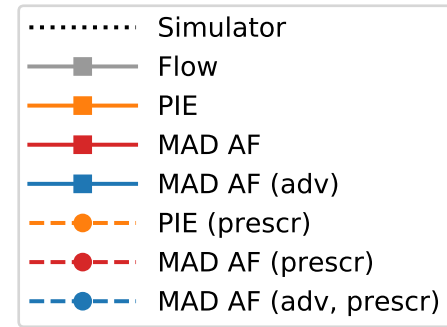 Simulator
Flow
PIE
MAD AF
MAD AF (adv)
PIE (prescr)
MAD AF (prescr)
MAD AF (adv, prescr)